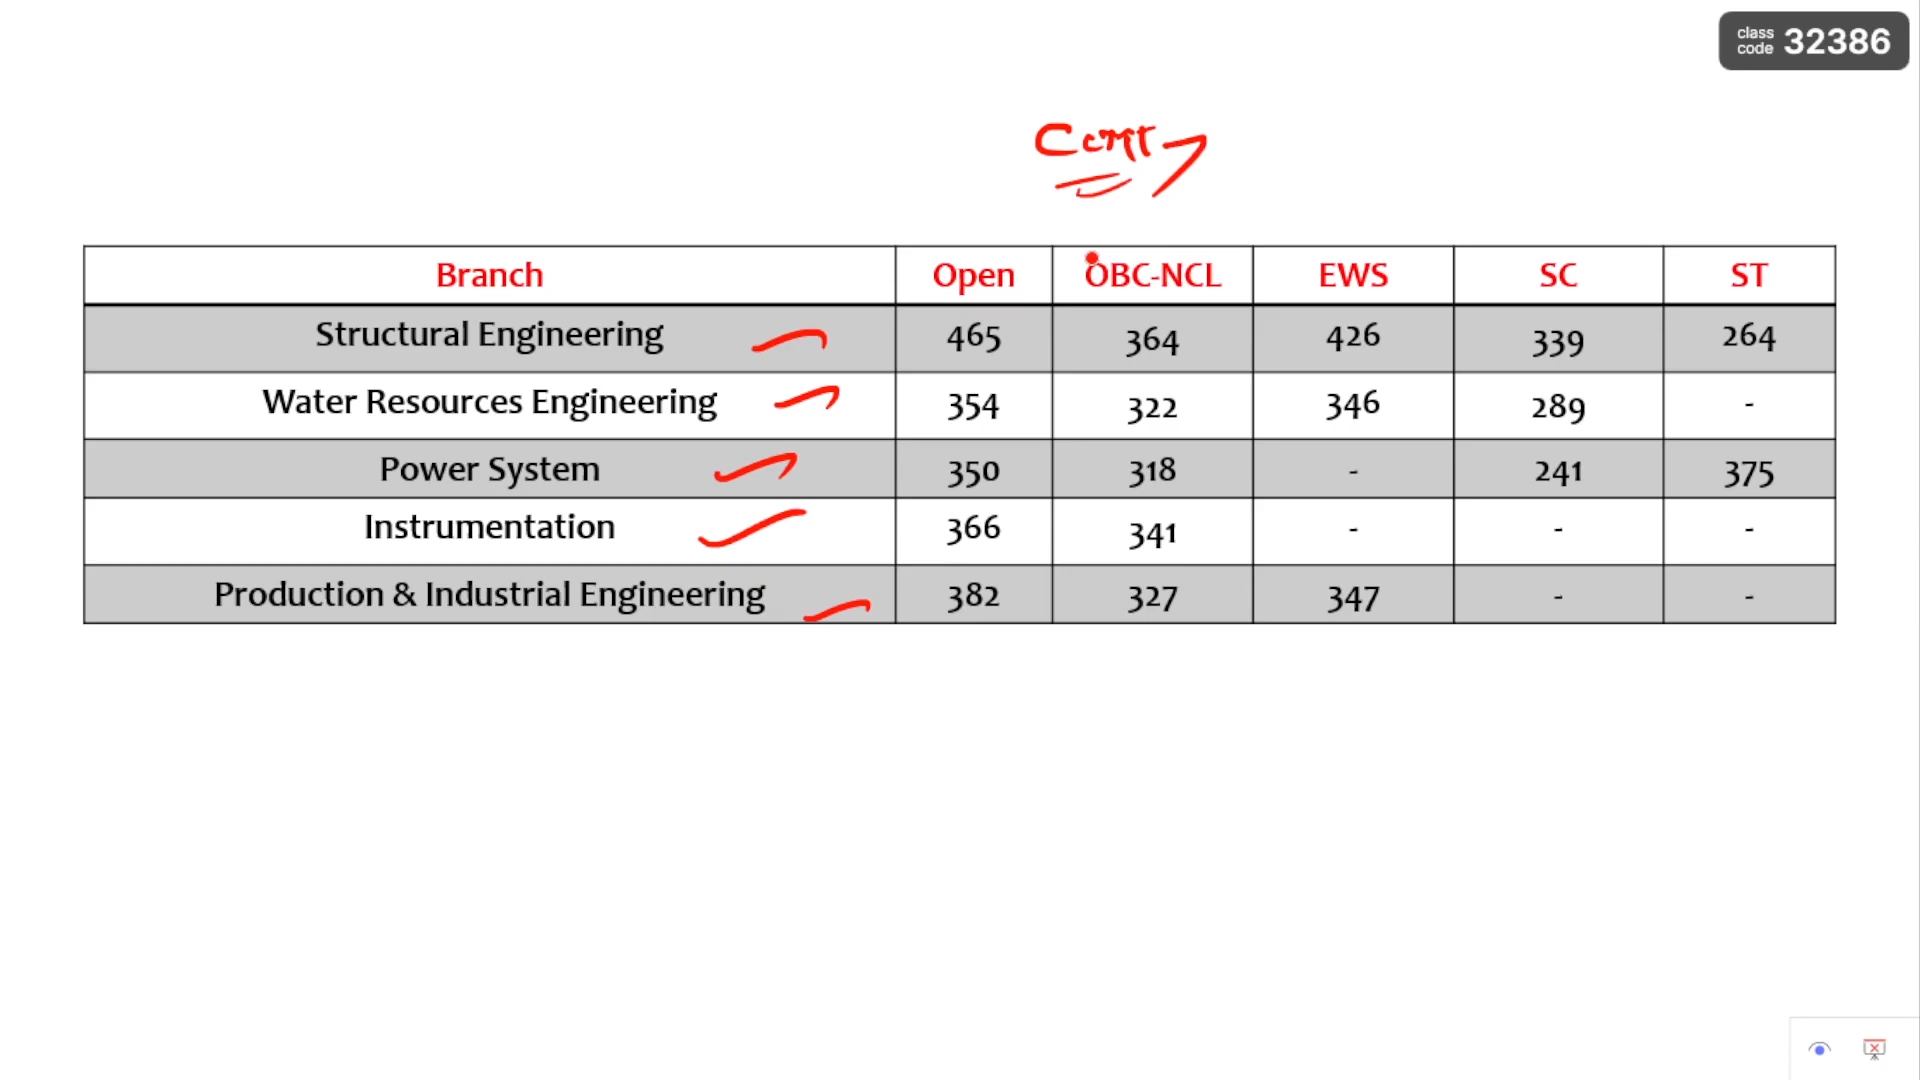 class code 32386
CCMT
Branch Open OBC-NCL EWS SC ST
Structural Engineering 465 364 426 339 264
Water Resources Engineering 354 322 346 289 -
Power System 350 318 - 241 375
Instrumentation 366 341 - - -
Production & Industrial Engineering 382 327 347 - -